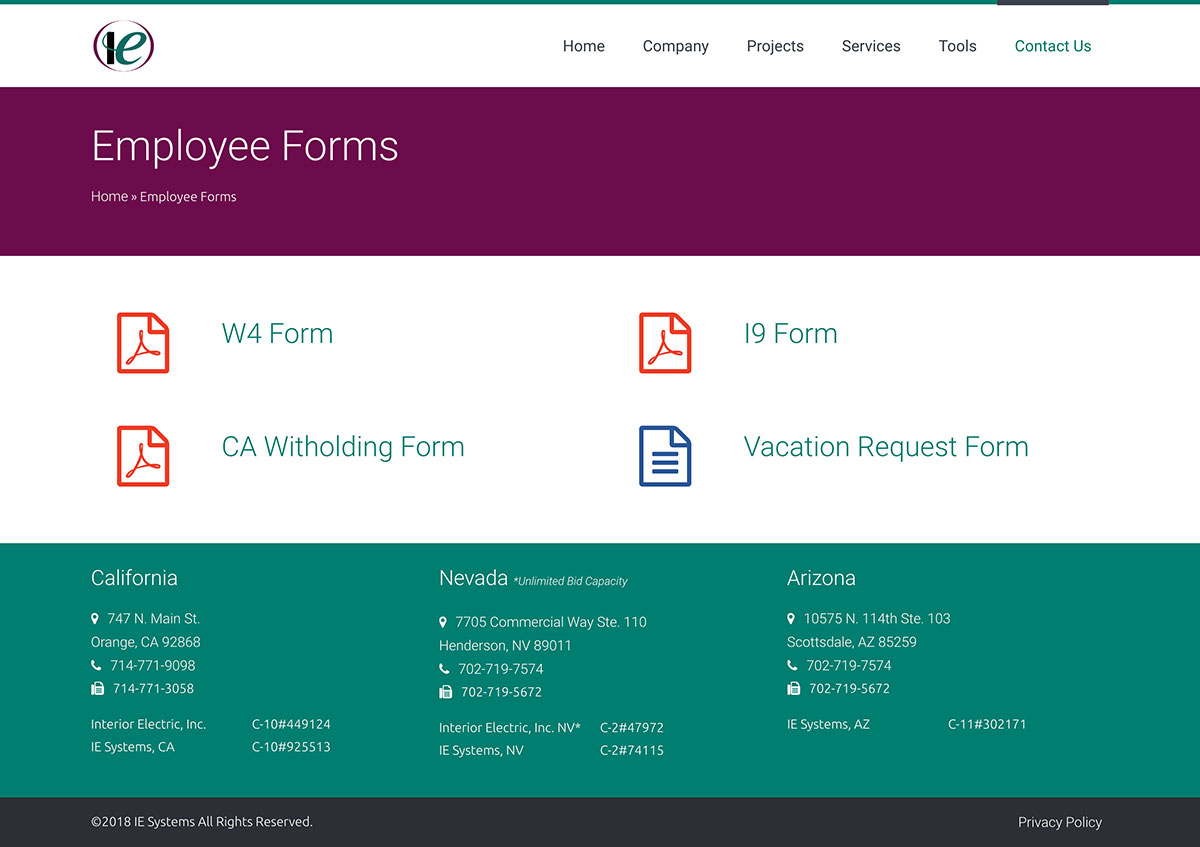 IE
Home Company Projects Services Tools Contact Us
Employee Forms
Home » Employee Forms
W4 Form
I9 Form
CA Witholding Form
Vacation Request Form
California
747 N. Main St.
Orange, CA 92868
714-771-9098
714-771-3058
Interior Electric, Inc. C-10#449124
IE Systems, CA C-10#925513
Nevada *Unlimited Bid Capacity
7705 Commercial Way Ste. 110
Henderson, NV 89011
702-719-7574
702-719-5672
Interior Electric, Inc. NV* C-2#47972
IE Systems, NV C-2#74115
Arizona
10575 N. 114th Ste. 103
Scottsdale, AZ 85259
702-719-7574
702-719-5672
IE Systems, AZ C-11#302171
©2018 IE Systems All Rights Reserved.
Privacy Policy